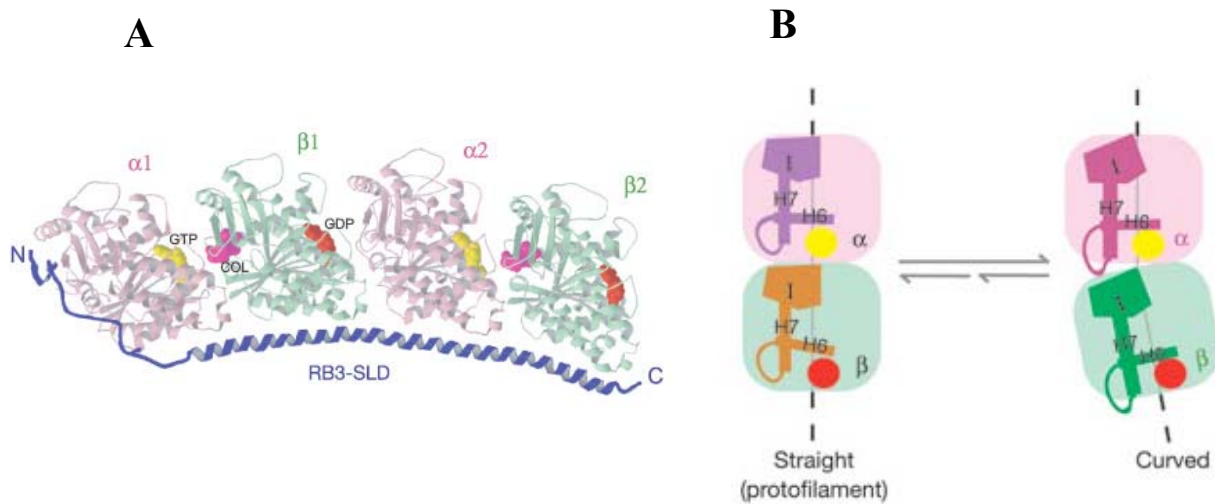 A
B
α1
β1
α2
β2
GTP
COL
GDP
N
RB3-SLD
C
I
H7
H6
α
I
H7
H6
β
Straight
(protofilament)
I
H7
H6
α
I
H7
H6
β
Curved